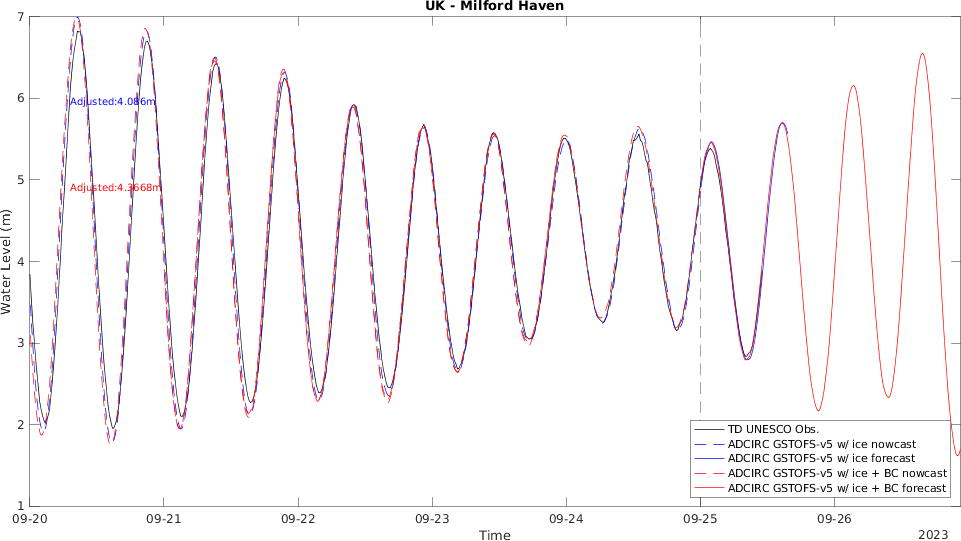 UK - Milford Haven
7
6
5
4
3
2
1
Water Level (m)
Adjusted:4.086m
Adjusted:4.3668m
TD UNESCO Obs.
ADCIRC GSTOFS-v5 w/ ice nowcast
ADCIRC GSTOFS-v5 w/ ice forecast
ADCIRC GSTOFS-v5 w/ ice + BC nowcast
ADCIRC GSTOFS-v5 w/ ice + BC forecast
09-20 09-21 09-22 09-23 09-24 09-25 09-26
Time
2023